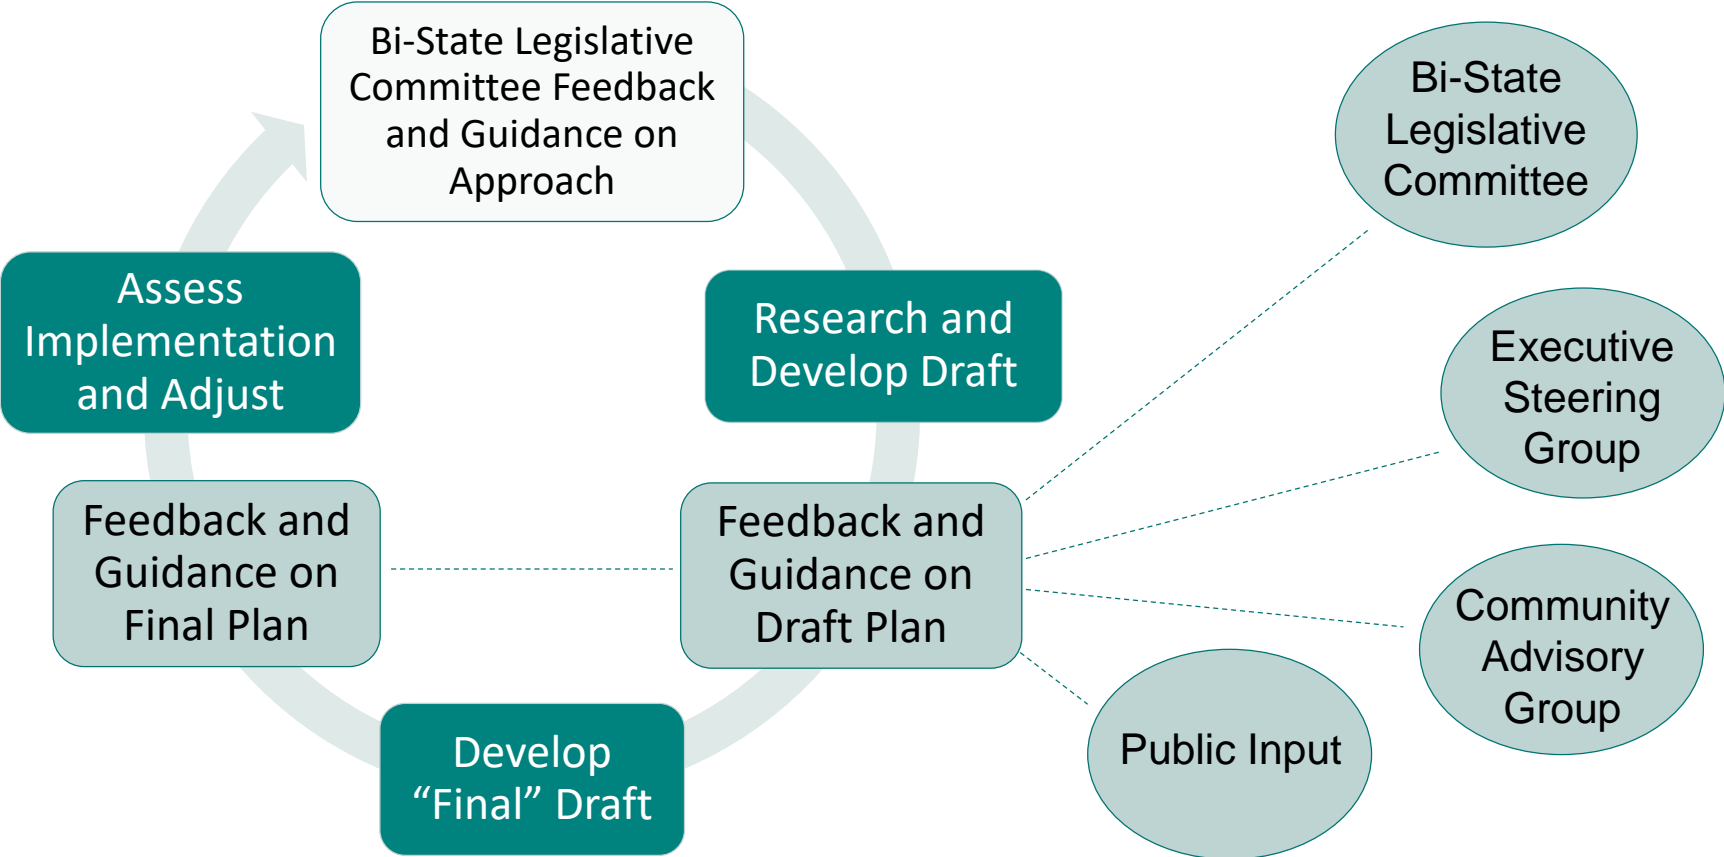 Bi-State Legislative
Committee Feedback
and Guidance on
Approach
Research and
Develop Draft
Feedback and
Guidance on
Draft Plan
Develop
“Final” Draft
Feedback and
Guidance on
Final Plan
Assess
Implementation
and Adjust
Bi-State
Legislative
Committee
Executive
Steering
Group
Community
Advisory
Group
Public Input